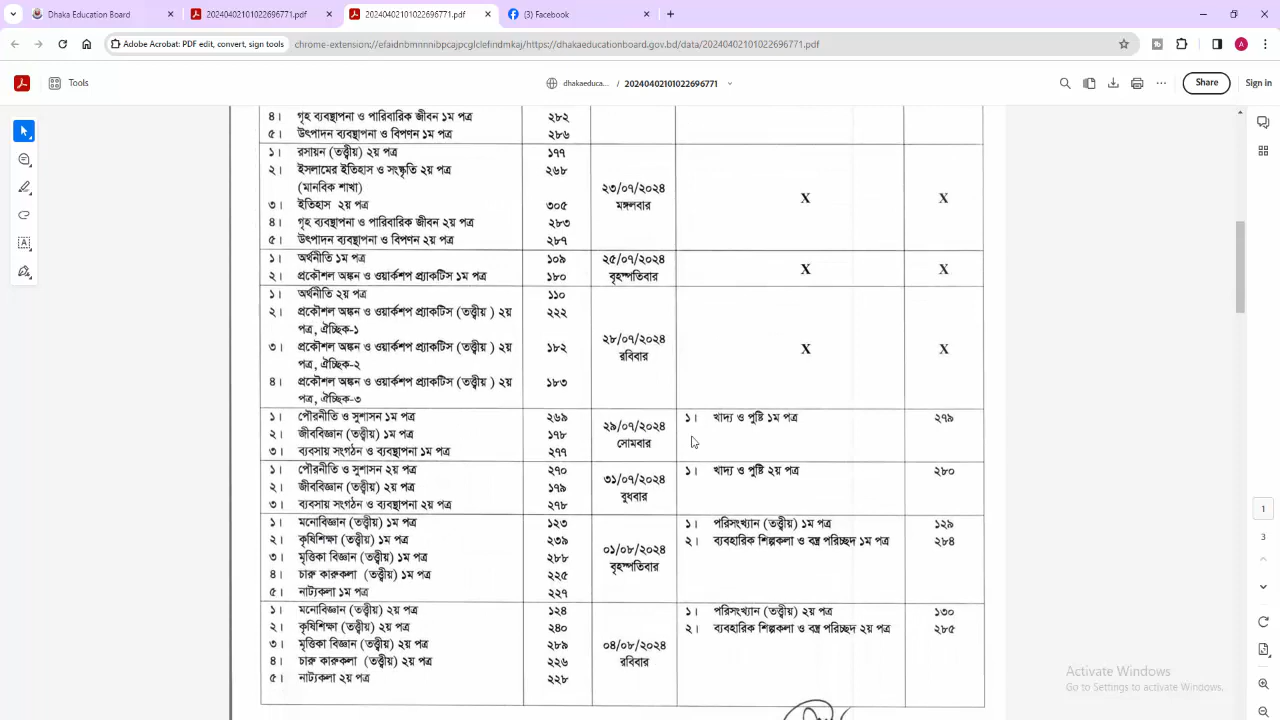 Dhaka Education Board
20240402101022696771.pdf
20240402101022696771.pdf
(3) Facebook
Adobe Acrobat: PDF edit, convert, sign tools
chrome-extension://efaidnbmnnnibpcajpcglclefindmkaj/https://dhakaeducationboard.gov.bd/data/20240402101022696771.pdf
A
Tools
dhakaeduca... / 20240402101022696771
Share
Sign in
৪। গৃহ ব্যবস্থাপনা ও পারিবারিক জীবন ১ম পত্র ২৮২
৫। উৎপাদন ব্যবস্থাপনা ও বিপণন ১ম পত্র ২৮৬
১। রসায়ন (তত্ত্বীয়) ২য় পত্র ১৭৭
২। ইসলামের ইতিহাস ও সংস্কৃতি ২য় পত্র ২৬৮
(মানবিক শাখা)
২৩/০৭/২০২৪
মঙ্গলবার
X X
৩। ইতিহাস ২য় পত্র ৩০৫
৪। গৃহ ব্যবস্থাপনা ও পারিবারিক জীবন ২য় পত্র ২৮৩
৫। উৎপাদন ব্যবস্থাপনা ও বিপণন ২য় পত্র ২৮৭
১। অর্থনীতি ১ম পত্র ১০৯ ২৫/০৭/২০২৪
X X
২। প্রকৌশল অঙ্কন ও ওয়ার্কশপ প্র্যাকটিস ১ম পত্র ১৮০ বৃহস্পতিবার
১। অর্থনীতি ২য় পত্র ১১০
২। প্রকৌশল অঙ্কন ও ওয়ার্কশপ প্র্যাকটিস (তত্ত্বীয় ) ২য় ২২২
পত্র, ঐচ্ছিক-১
২৮/০৭/২০২৪
রবিবার
X X
৩। প্রকৌশল অঙ্কন ও ওয়ার্কশপ প্র্যাকটিস (তত্ত্বীয় ) ২য় ১৮২
পত্র, ঐচ্ছিক-২
৪। প্রকৌশল অঙ্কন ও ওয়ার্কশপ প্র্যাকটিস (তত্ত্বীয় ) ২য় ১৮৩
পত্র, ঐচ্ছিক-৩
১। পৌরনীতি ও সুশাসন ১ম পত্র ২৬৯ ২৯/০৭/২০২৪ ১। খাদ্য ও পুষ্টি ১ম পত্র ২৭৯
২। জীববিজ্ঞান (তত্ত্বীয়) ১ম পত্র ১৭৮ সোমবার
৩। ব্যবসায় সংগঠন ও ব্যবস্থাপনা ১ম পত্র ২৭৭
১। পৌরনীতি ও সুশাসন ২য় পত্র ২৭০ ৩১/০৭/২০২৪ ১। খাদ্য ও পুষ্টি ২য় পত্র ২৮০
২। জীববিজ্ঞান (তত্ত্বীয়) ২য় পত্র ১৭৯ বুধবার
৩। ব্যবসায় সংগঠন ও ব্যবস্থাপনা ২য় পত্র ২৭৮
১। মনোবিজ্ঞান (তত্ত্বীয়) ১ম পত্র ১২৩ ১। পরিসংখ্যান (তত্ত্বীয়) ১ম পত্র ১২৯
২। কৃষিশিক্ষা (তত্ত্বীয়) ১ম পত্র ২৩৯ ০১/০৮/২০২৪ ২। ব্যবহারিক শিল্পকলা ও বস্ত্র পরিচ্ছদ ১ম পত্র ২৮৪
৩। মৃত্তিকা বিজ্ঞান (তত্ত্বীয়) ১ম পত্র ২৮৮ বৃহস্পতিবার
৪। চারু কারুকলা (তত্ত্বীয়) ১ম পত্র ২২৫
৫। নাট্যকলা ১ম পত্র ২২৭
১। মনোবিজ্ঞান (তত্ত্বীয়) ২য় পত্র ১২৪ ১। পরিসংখ্যান (তত্ত্বীয়) ২য় পত্র ১৩০
২। কৃষিশিক্ষা (তত্ত্বীয়) ২য় পত্র ২৪০ ২। ব্যবহারিক শিল্পকলা ও বস্ত্র পরিচ্ছদ ২য় পত্র ২৮৫
৩। মৃত্তিকা বিজ্ঞান (তত্ত্বীয়) ২য় পত্র ২৮৯ ০৪/০৮/২০২৪
৪। চারু কারুকলা (তত্ত্বীয়) ২য় পত্র ২২৬ রবিবার
৫। নাট্যকলা ২য় পত্র ২২৮
1
3
Activate Windows
Go to Settings to activate Windows.